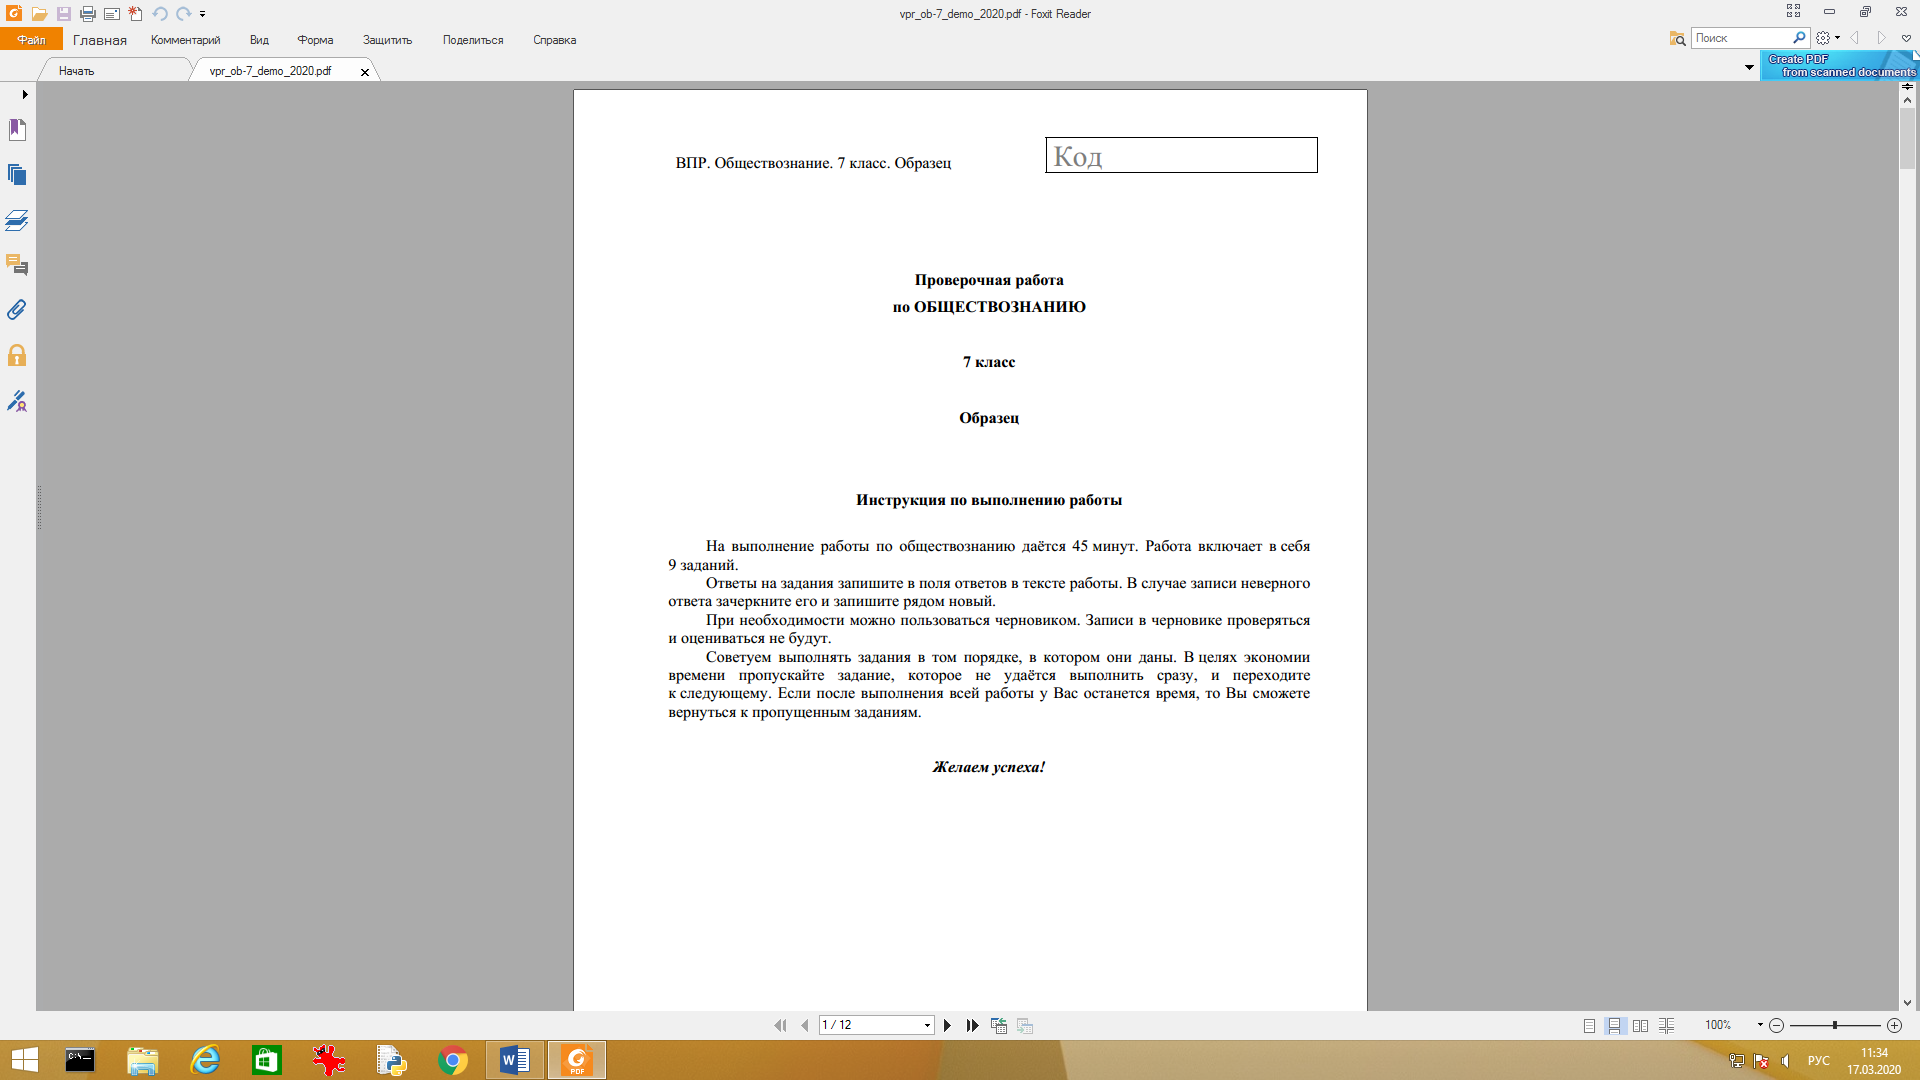 vpr_ob-7_demo_2020.pdf - Foxit Reader
Файл Главная Комментарий Вид Форма Защитить Поделиться Справка Поиск
Начать vpr_ob-7_demo_2020.pdf
Create PDF
from scanned documents
ВПР. Обществознание. 7 класс. Образец Код
Проверочная работа
по ОБЩЕСТВОЗНАНИЮ
7 класс
Образец
Инструкция по выполнению работы
На выполнение работы по обществознанию даётся 45 минут. Работа включает в себя
9 заданий.
Ответы на задания запишите в поля ответов в тексте работы. В случае записи неверного
ответа зачеркните его и запишите рядом новый.
При необходимости можно пользоваться черновиком. Записи в черновике проверяться
и оцениваться не будут.
Советуем выполнять задания в том порядке, в котором они даны. В целях экономии
времени пропускайте задание, которое не удаётся выполнить сразу, и переходите
к следующему. Если после выполнения всей работы у Вас останется время, то Вы сможете
вернуться к пропущенным заданиям.
Желаем успеха!
1 / 12 100%
C:\_ PDF РУС 11:34
17.03.2020